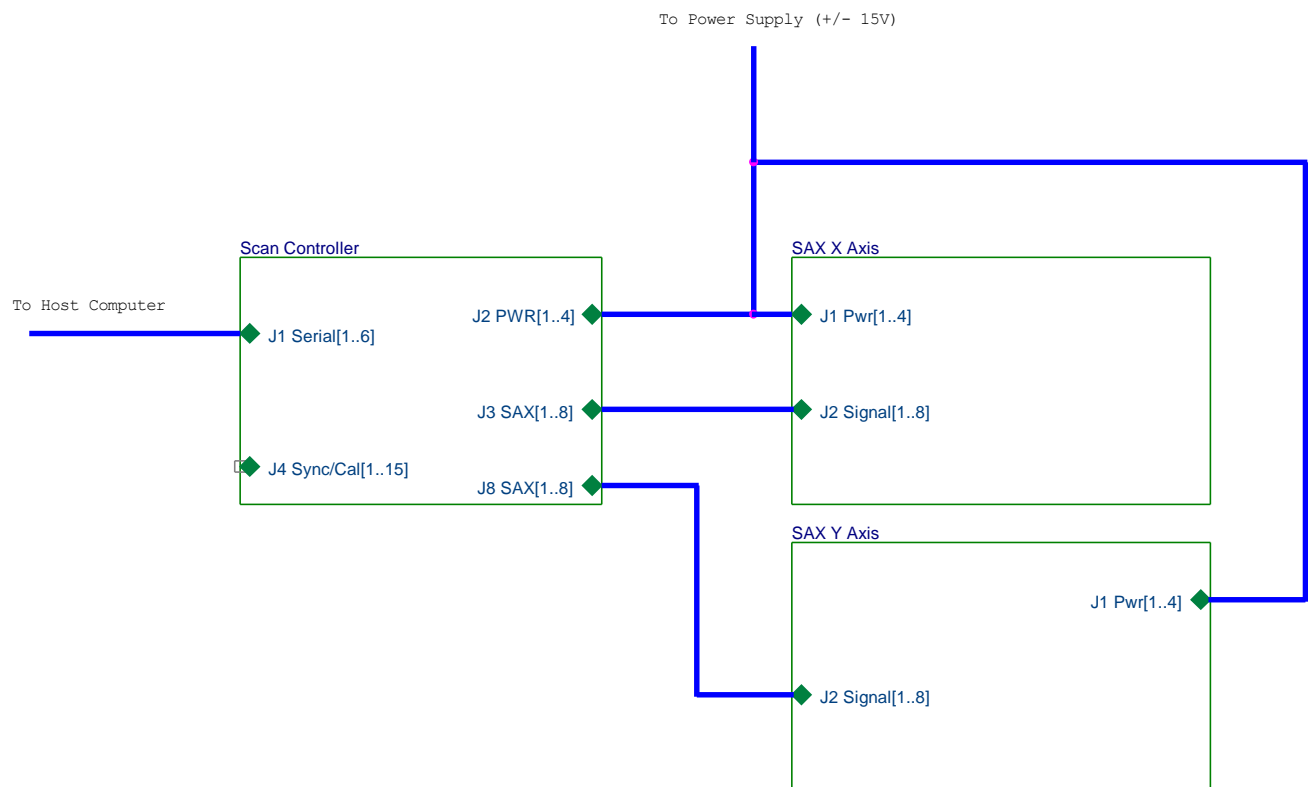 To Power Supply (+/- 15V)
Scan Controller
SAX X Axis
To Host Computer
J2 PWR[1..4]
J1 Pwr[1..4]
J1 Serial[1..6]
J3 SAX[1..8]
J2 Signal[1..8]
J4 Sync/Cal[1..15]
J8 SAX[1..8]
SAX Y Axis
J1 Pwr[1..4]
J2 Signal[1..8]